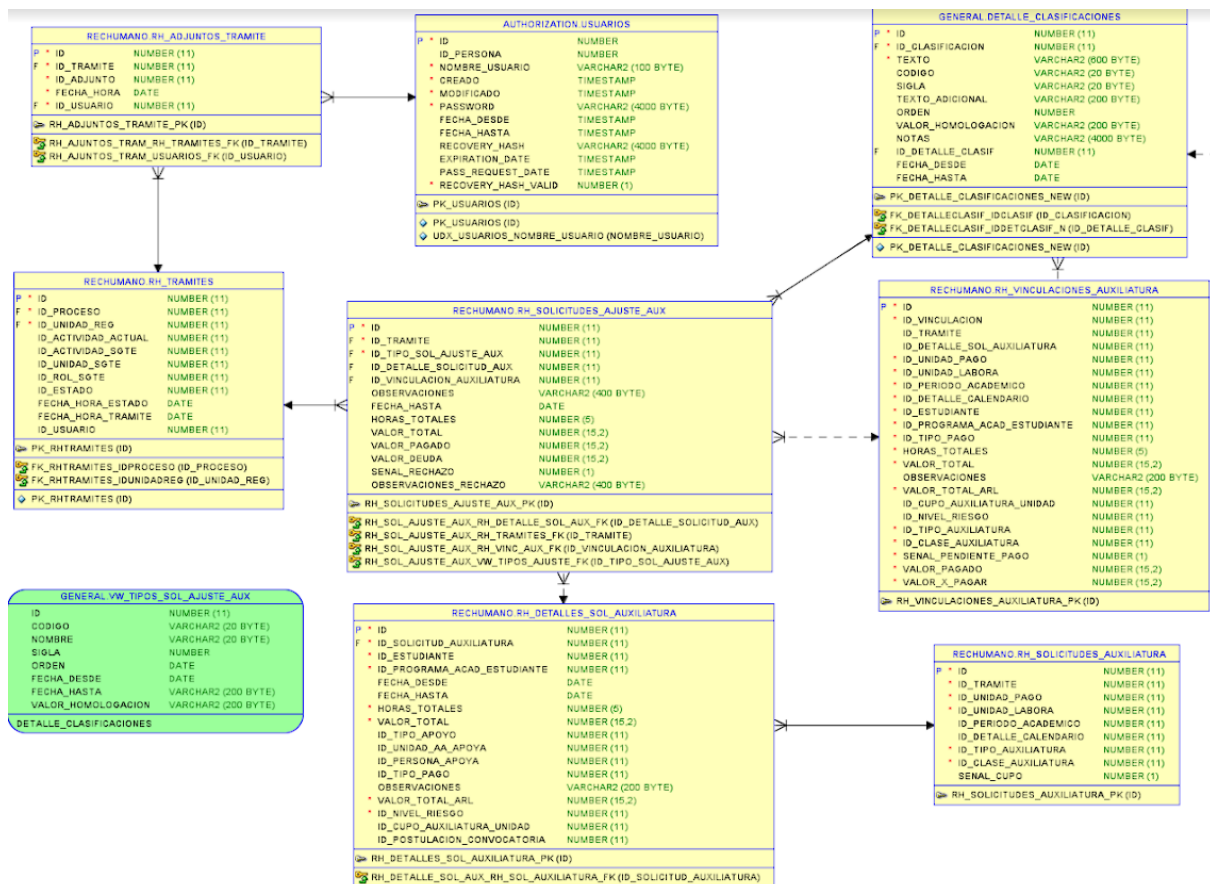 RECHUMANO.RH_ADJUNTOS_TRAMITE
P * ID NUMBER (11)
F * ID_TRAMITE NUMBER (11)
* ID_ADJUNTO NUMBER (11)
* FECHA_HORA DATE
F * ID_USUARIO NUMBER (11)
RH_ADJUNTOS_TRAMITE_PK (ID)
RH_AJUNTOS_TRAM_RH_TRAMITES_FK (ID_TRAMITE)
RH_AJUNTOS_TRAM_USUARIOS_FK (ID_USUARIO)
AUTHORIZATION.USUARIOS
P * ID NUMBER
ID_PERSONA NUMBER
* NOMBRE_USUARIO VARCHAR2 (100 BYTE)
* CREADO TIMESTAMP
* MODIFICADO TIMESTAMP
* PASSWORD VARCHAR2 (4000 BYTE)
FECHA_DESDE TIMESTAMP
FECHA_HASTA TIMESTAMP
RECOVERY_HASH VARCHAR2 (4000 BYTE)
EXPIRATION_DATE TIMESTAMP
PASS_REQUEST_DATE TIMESTAMP
* RECOVERY_HASH_VALID NUMBER (1)
PK_USUARIOS (ID)
PK_USUARIOS (ID)
UDX_USUARIOS_NOMBRE_USUARIO (NOMBRE_USUARIO)
GENERAL.DETALLE_CLASIFICACIONES
P * ID NUMBER (11)
F * ID_CLASIFICACION NUMBER (11)
* TEXTO VARCHAR2 (600 BYTE)
CODIGO VARCHAR2 (20 BYTE)
SIGLA VARCHAR2 (20 BYTE)
TEXTO_ADICIONAL VARCHAR2 (200 BYTE)
ORDEN NUMBER
VALOR_HOMOLOGACION VARCHAR2 (200 BYTE)
NOTAS VARCHAR2 (4000 BYTE)
F ID_DETALLE_CLASIF NUMBER (11)
FECHA_DESDE DATE
FECHA_HASTA DATE
PK_DETALLE_CLASIFICACIONES_NEW (ID)
FK_DETALLECLASIF_IDCLASIF (ID_CLASIFICACION)
FK_DETALLECLASIF_IDDETCLASIF_N (ID_DETALLE_CLASIF)
PK_DETALLE_CLASIFICACIONES_NEW (ID)
RECHUMANO.RH_TRAMITES
P * ID NUMBER (11)
F * ID_PROCESO NUMBER (11)
F * ID_UNIDAD_REG NUMBER (11)
ID_ACTIVIDAD_ACTUAL NUMBER (11)
ID_ACTIVIDAD_SGTE NUMBER (11)
ID_UNIDAD_SGTE NUMBER (11)
ID_ROL_SGTE NUMBER (11)
ID_ESTADO NUMBER (11)
FECHA_HORA_ESTADO DATE
FECHA_HORA_TRAMITE DATE
ID_USUARIO NUMBER (11)
PK_RHTRAMITES (ID)
FK_RHTRAMITES_IDPROCESO (ID_PROCESO)
FK_RHTRAMITES_IDUNIDADREG (ID_UNIDAD_REG)
PK_RHTRAMITES (ID)
RECHUMANO.RH_SOLICITUDES_AJUSTE_AUX
P * ID NUMBER (11)
F * ID_TRAMITE NUMBER (11)
F * ID_TIPO_SOL_AJUSTE_AUX NUMBER (11)
F ID_DETALLE_SOLICITUD_AUX NUMBER (11)
F ID_VINCULACION_AUXILIATURA NUMBER (11)
OBSERVACIONES VARCHAR2 (400 BYTE)
FECHA_HASTA DATE
HORAS_TOTALES NUMBER (5)
VALOR_TOTAL NUMBER (15,2)
VALOR_PAGADO NUMBER (15,2)
VALOR_DEUDA NUMBER (15,2)
SENAL_RECHAZO NUMBER (1)
OBSERVACIONES_RECHAZO VARCHAR2 (400 BYTE)
RH_SOLICITUDES_AJUSTE_AUX_PK (ID)
RH_SOL_AJUSTE_AUX_RH_DETALLE_SOL_AUX_FK (ID_DETALLE_SOLICITUD_AUX)
RH_SOL_AJUSTE_AUX_RH_TRAMITES_FK (ID_TRAMITE)
RH_SOL_AJUSTE_AUX_RH_VINC_AUX_FK (ID_VINCULACION_AUXILIATURA)
RH_SOL_AJUSTE_AUX_VW_TIPOS_AJUSTE_FK (ID_TIPO_SOL_AJUSTE_AUX)
RECHUMANO.RH_VINCULACIONES_AUXILIATURA
P * ID NUMBER (11)
* ID_VINCULACION NUMBER (11)
ID_TRAMITE NUMBER (11)
ID_DETALLE_SOL_AUXILIATURA NUMBER (11)
* ID_UNIDAD_PAGO NUMBER (11)
* ID_UNIDAD_LABORA NUMBER (11)
* ID_PERIODO_ACADEMICO NUMBER (11)
* ID_DETALLE_CALENDARIO NUMBER (11)
* ID_ESTUDIANTE NUMBER (11)
* ID_PROGRAMA_ACAD_ESTUDIANTE NUMBER (11)
* ID_TIPO_PAGO NUMBER (11)
* HORAS_TOTALES NUMBER (5)
* VALOR_TOTAL NUMBER (15,2)
OBSERVACIONES VARCHAR2 (200 BYTE)
* VALOR_TOTAL_ARL NUMBER (15,2)
ID_CUPO_AUXILIATURA_UNIDAD NUMBER (11)
ID_NIVEL_RIESGO NUMBER (11)
* ID_TIPO_AUXILIATURA NUMBER (11)
* ID_CLASE_AUXILIATURA NUMBER (11)
* SENAL_PENDIENTE_PAGO NUMBER (1)
* VALOR_PAGADO NUMBER (15,2)
* VALOR_X_PAGAR NUMBER (15,2)
RH_VINCULACIONES_AUXILIATURA_PK (ID)
GENERAL.VW_TIPOS_SOL_AJUSTE_AUX
ID NUMBER (11)
CODIGO VARCHAR2 (20 BYTE)
NOMBRE VARCHAR2 (20 BYTE)
SIGLA NUMBER
ORDEN DATE
FECHA_DESDE DATE
FECHA_HASTA VARCHAR2 (200 BYTE)
VALOR_HOMOLOGACION VARCHAR2 (200 BYTE)
DETALLE_CLASIFICACIONES
RECHUMANO.RH_DETALLES_SOL_AUXILIATURA
P * ID NUMBER (11)
F * ID_SOLICITUD_AUXILIATURA NUMBER (11)
* ID_ESTUDIANTE NUMBER (11)
* ID_PROGRAMA_ACAD_ESTUDIANTE NUMBER (11)
FECHA_DESDE DATE
FECHA_HASTA DATE
* HORAS_TOTALES NUMBER (5)
* VALOR_TOTAL NUMBER (15,2)
ID_TIPO_APOYO NUMBER (11)
ID_UNIDAD_AA_APOYA NUMBER (11)
ID_PERSONA_APOYA NUMBER (11)
ID_TIPO_PAGO NUMBER (11)
OBSERVACIONES VARCHAR2 (200 BYTE)
* VALOR_TOTAL_ARL NUMBER (15,2)
* ID_NIVEL_RIESGO NUMBER (11)
ID_CUPO_AUXILIATURA_UNIDAD NUMBER (11)
ID_POSTULACION_CONVOCATORIA NUMBER (11)
RH_DETALLES_SOL_AUXILIATURA_PK (ID)
RH_DETALLE_SOL_AUX_RH_SOL_AUXILIATURA_FK (ID_SOLICITUD_AUXILIATURA)
RECHUMANO.RH_SOLICITUDES_AUXILIATURA
P * ID NUMBER (11)
* ID_TRAMITE NUMBER (11)
* ID_UNIDAD_PAGO NUMBER (11)
* ID_UNIDAD_LABORA NUMBER (11)
ID_PERIODO_ACADEMICO NUMBER (11)
ID_DETALLE_CALENDARIO NUMBER (11)
* ID_TIPO_AUXILIATURA NUMBER (11)
* ID_CLASE_AUXILIATURA NUMBER (11)
SENAL_CUPO NUMBER (1)
RH_SOLICITUDES_AUXILIATURA_PK (ID)